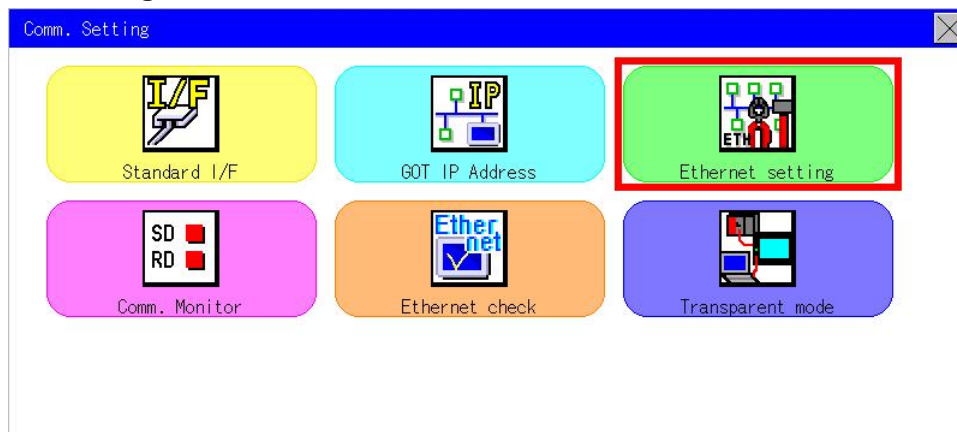 Comm. Setting
I/F
Standard I/F
IP
GOT IP Address
ETH
Ethernet setting
SD
RD
Comm. Monitor
Ether
net
Ethernet check
Transparent mode